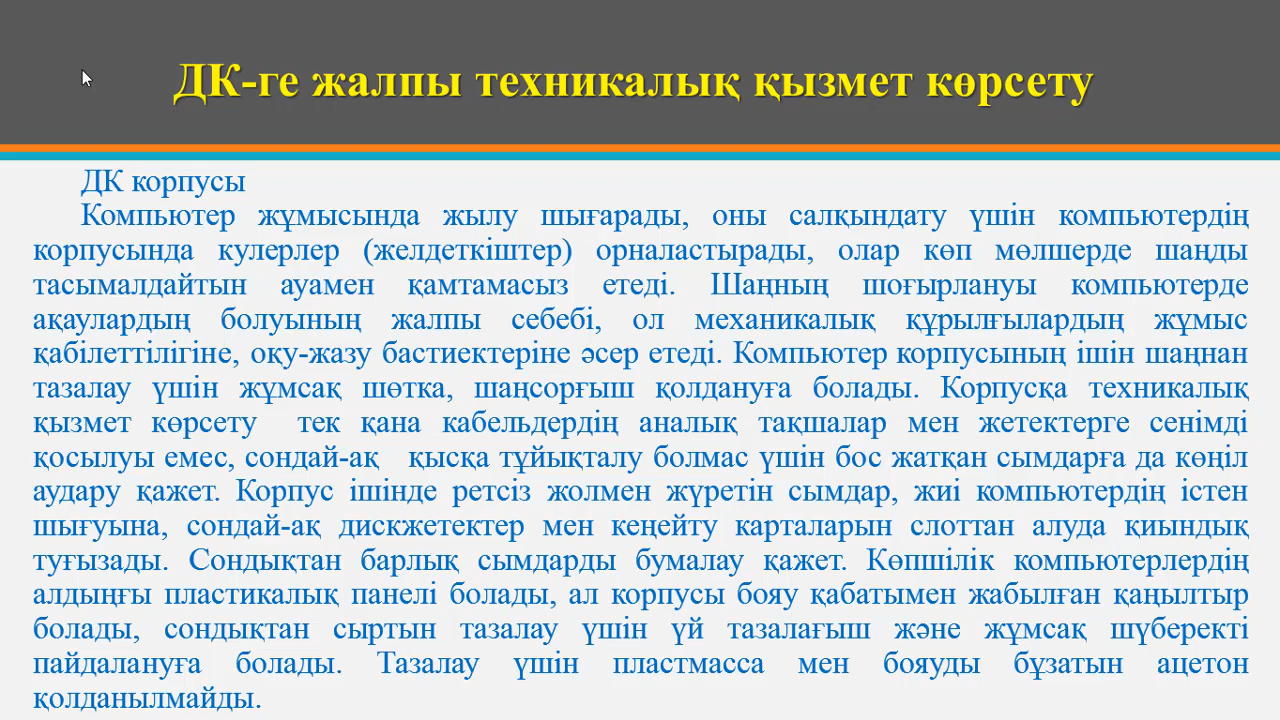 ДК-ге жалпы техникалық қызмет көрсету
ДК корпусы
Компьютер жұмысында жылу шығарады, оны салқындату үшін компьютердің
корпусында кулерлер (желдеткіштер) орналастырады, олар көп мөлшерде шаңды
тасымалдайтын ауамен қамтамасыз етеді. Шаңның шоғырлануы компьютерде
ақаулардың болуының жалпы себебі, ол механикалық құрылғылардың жұмыс
қабілеттілігіне, оқу-жазу бастиектеріне әсер етеді. Компьютер корпусының ішін шаңнан
тазалау үшін жұмсақ шөтка, шаңсорғыш қолдануға болады. Корпусқа техникалық
қызмет көрсету тек қана кабельдердің аналық тақшалар мен жетектерге сенімді
қосылуы емес, сондай-ақ қысқа тұйықталу болмас үшін бос жатқан сымдарға да көңіл
аудару қажет. Корпус ішінде ретсіз жолмен жүретін сымдар, жиі компьютердің істен
шығуына, сондай-ақ дискжетектер мен кеңейту карталарын слоттан алуда қиындық
туғызады. Сондықтан барлық сымдарды бумалау қажет. Көпшілік компьютерлердің
алдыңғы пластикалық панелі болады, ал корпусы бояу қабатымен жабылған қаңылтыр
болады, сондықтан сыртын тазалау үшін үй тазалағыш және жұмсақ шүберекті
пайдалануға болады. Тазалау үшін пластмасса мен бояуды бұзатын ацетон
қолданылмайды.